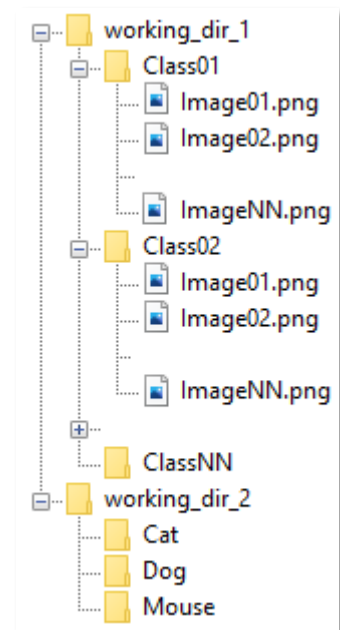 working_dir_1
Class01
Image01.png
Image02.png
...
ImageNN.png
Class02
Image01.png
Image02.png
...
ImageNN.png
...
ClassNN
working_dir_2
Cat
Dog
Mouse